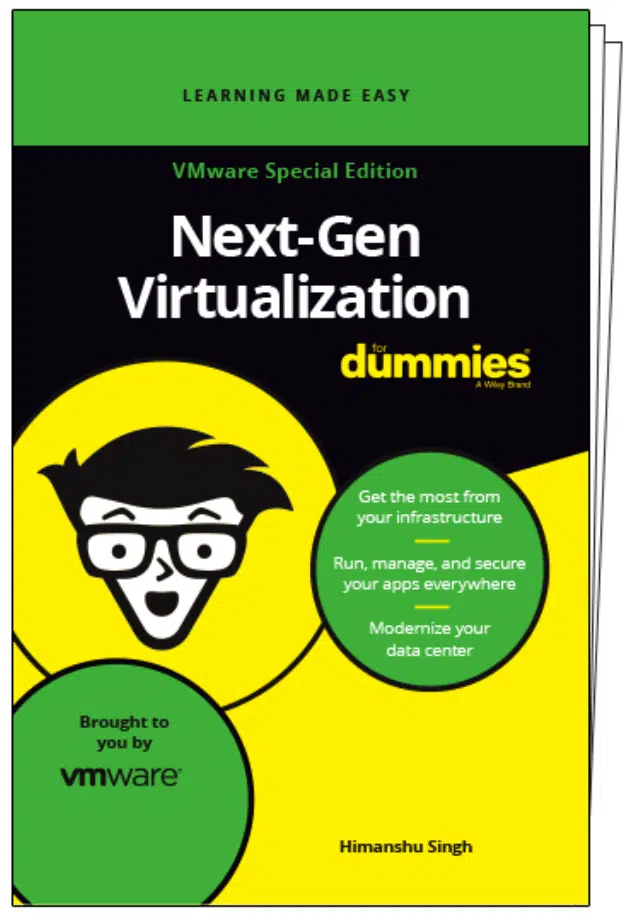 LEARNING MADE EASY
VMware Special Edition
Next-Gen
Virtualization
for
dummies®
A Wiley Brand
Get the most from
your infrastructure
Run, manage, and secure
your apps everywhere
Modernize your
data center
Brought to
you by
vmware®
Himanshu Singh